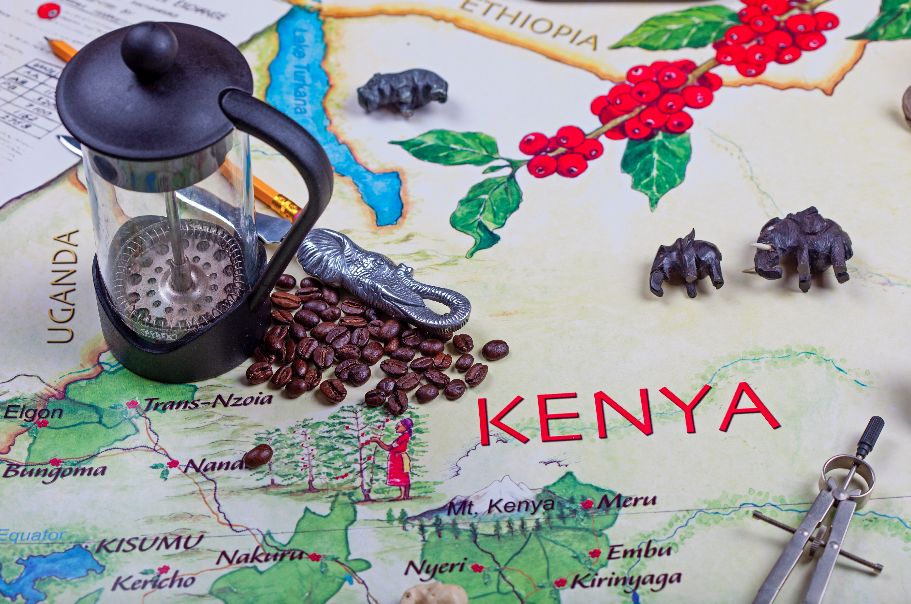 ETHIOPIA
Lake Turkana
UGANDA
KENYA
Elgon
Trans-Nzoia
Bungoma
Nana
Mt. Kenya
Meru
Equator
KISUMU
Nakuru
Kericho
Nyeri
Embu
Kirinyaga